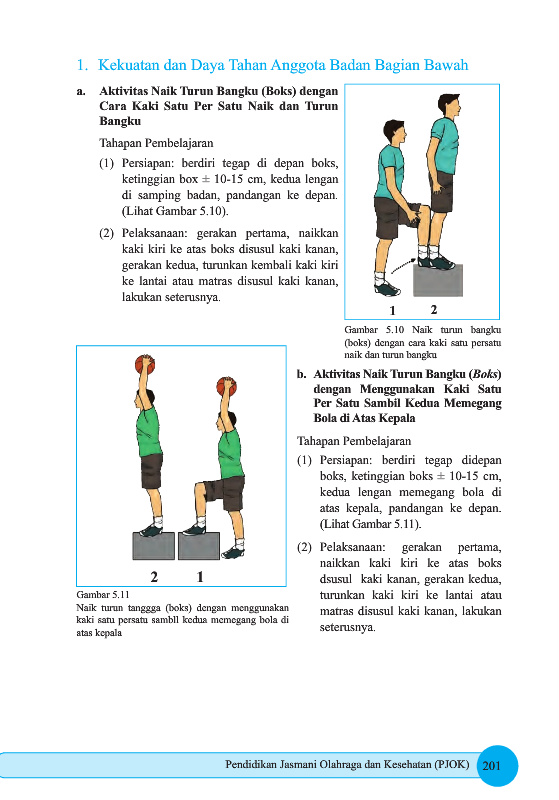 1. Kekuatan dan Daya Tahan Anggota Badan Bagian Bawah
a. Aktivitas Naik Turun Bangku (Boks) dengan
Cara Kaki Satu Per Satu Naik dan Turun
Bangku
Tahapan Pembelajaran
(1) Persiapan: berdiri tegap di depan boks,
ketinggian box ± 10-15 cm, kedua lengan
di samping badan, pandangan ke depan.
(Lihat Gambar 5.10).
(2) Pelaksanaan: gerakan pertama, naikkan
kaki kiri ke atas boks disusul kaki kanan,
gerakan kedua, turunkan kembali kaki kiri
ke lantai atau matras disusul kaki kanan,
lakukan seterusnya.
1 2
Gambar 5.10 Naik turun bangku
(boks) dengan cara kaki satu persatu
naik dan turun bangku
2 1
Gambar 5.11
Naik turun tanggga (boks) dengan menggunakan
kaki satu persatu sambll kedua memegang bola di
atas kepala
b. Aktivitas Naik Turun Bangku (Boks)
dengan Menggunakan Kaki Satu
Per Satu Sambil Kedua Memegang
Bola di Atas Kepala
Tahapan Pembelajaran
(1) Persiapan: berdiri tegap didepan
boks, ketinggian boks ± 10-15 cm,
kedua lengan memegang bola di
atas kepala, pandangan ke depan.
(Lihat Gambar 5.11).
(2) Pelaksanaan: gerakan pertama,
naikkan kaki kiri ke atas boks
dsusul kaki kanan, gerakan kedua,
turunkan kaki kiri ke lantai atau
matras disusul kaki kanan, lakukan
seterusnya.
Pendidikan Jasmani Olahraga dan Kesehatan (PJOK) 201